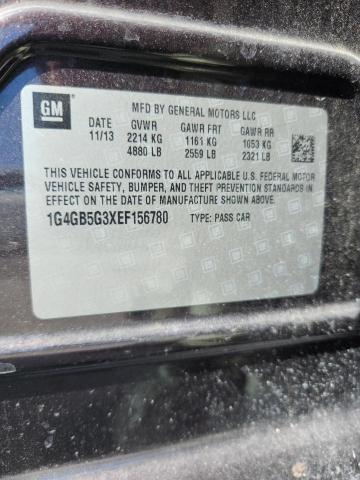 GM
MFD BY GENERAL MOTORS LLC
DATE GVWR GAWR FRT GAWR RR
11/13 2214 KG 1161 KG 1053 KG
4880 LB 2559 LB 2321 LB
THIS VEHICLE CONFORMS TO ALL APPLICABLE U.S. FEDERAL MOTOR
VEHICLE SAFETY, BUMPER, AND THEFT PREVENTION STANDARDS
IN EFFECT ON THE DATE OF MANUFACTURE SHOWN ABOVE.
1G4GB5G3XEF156780 TYPE: PASS CAR